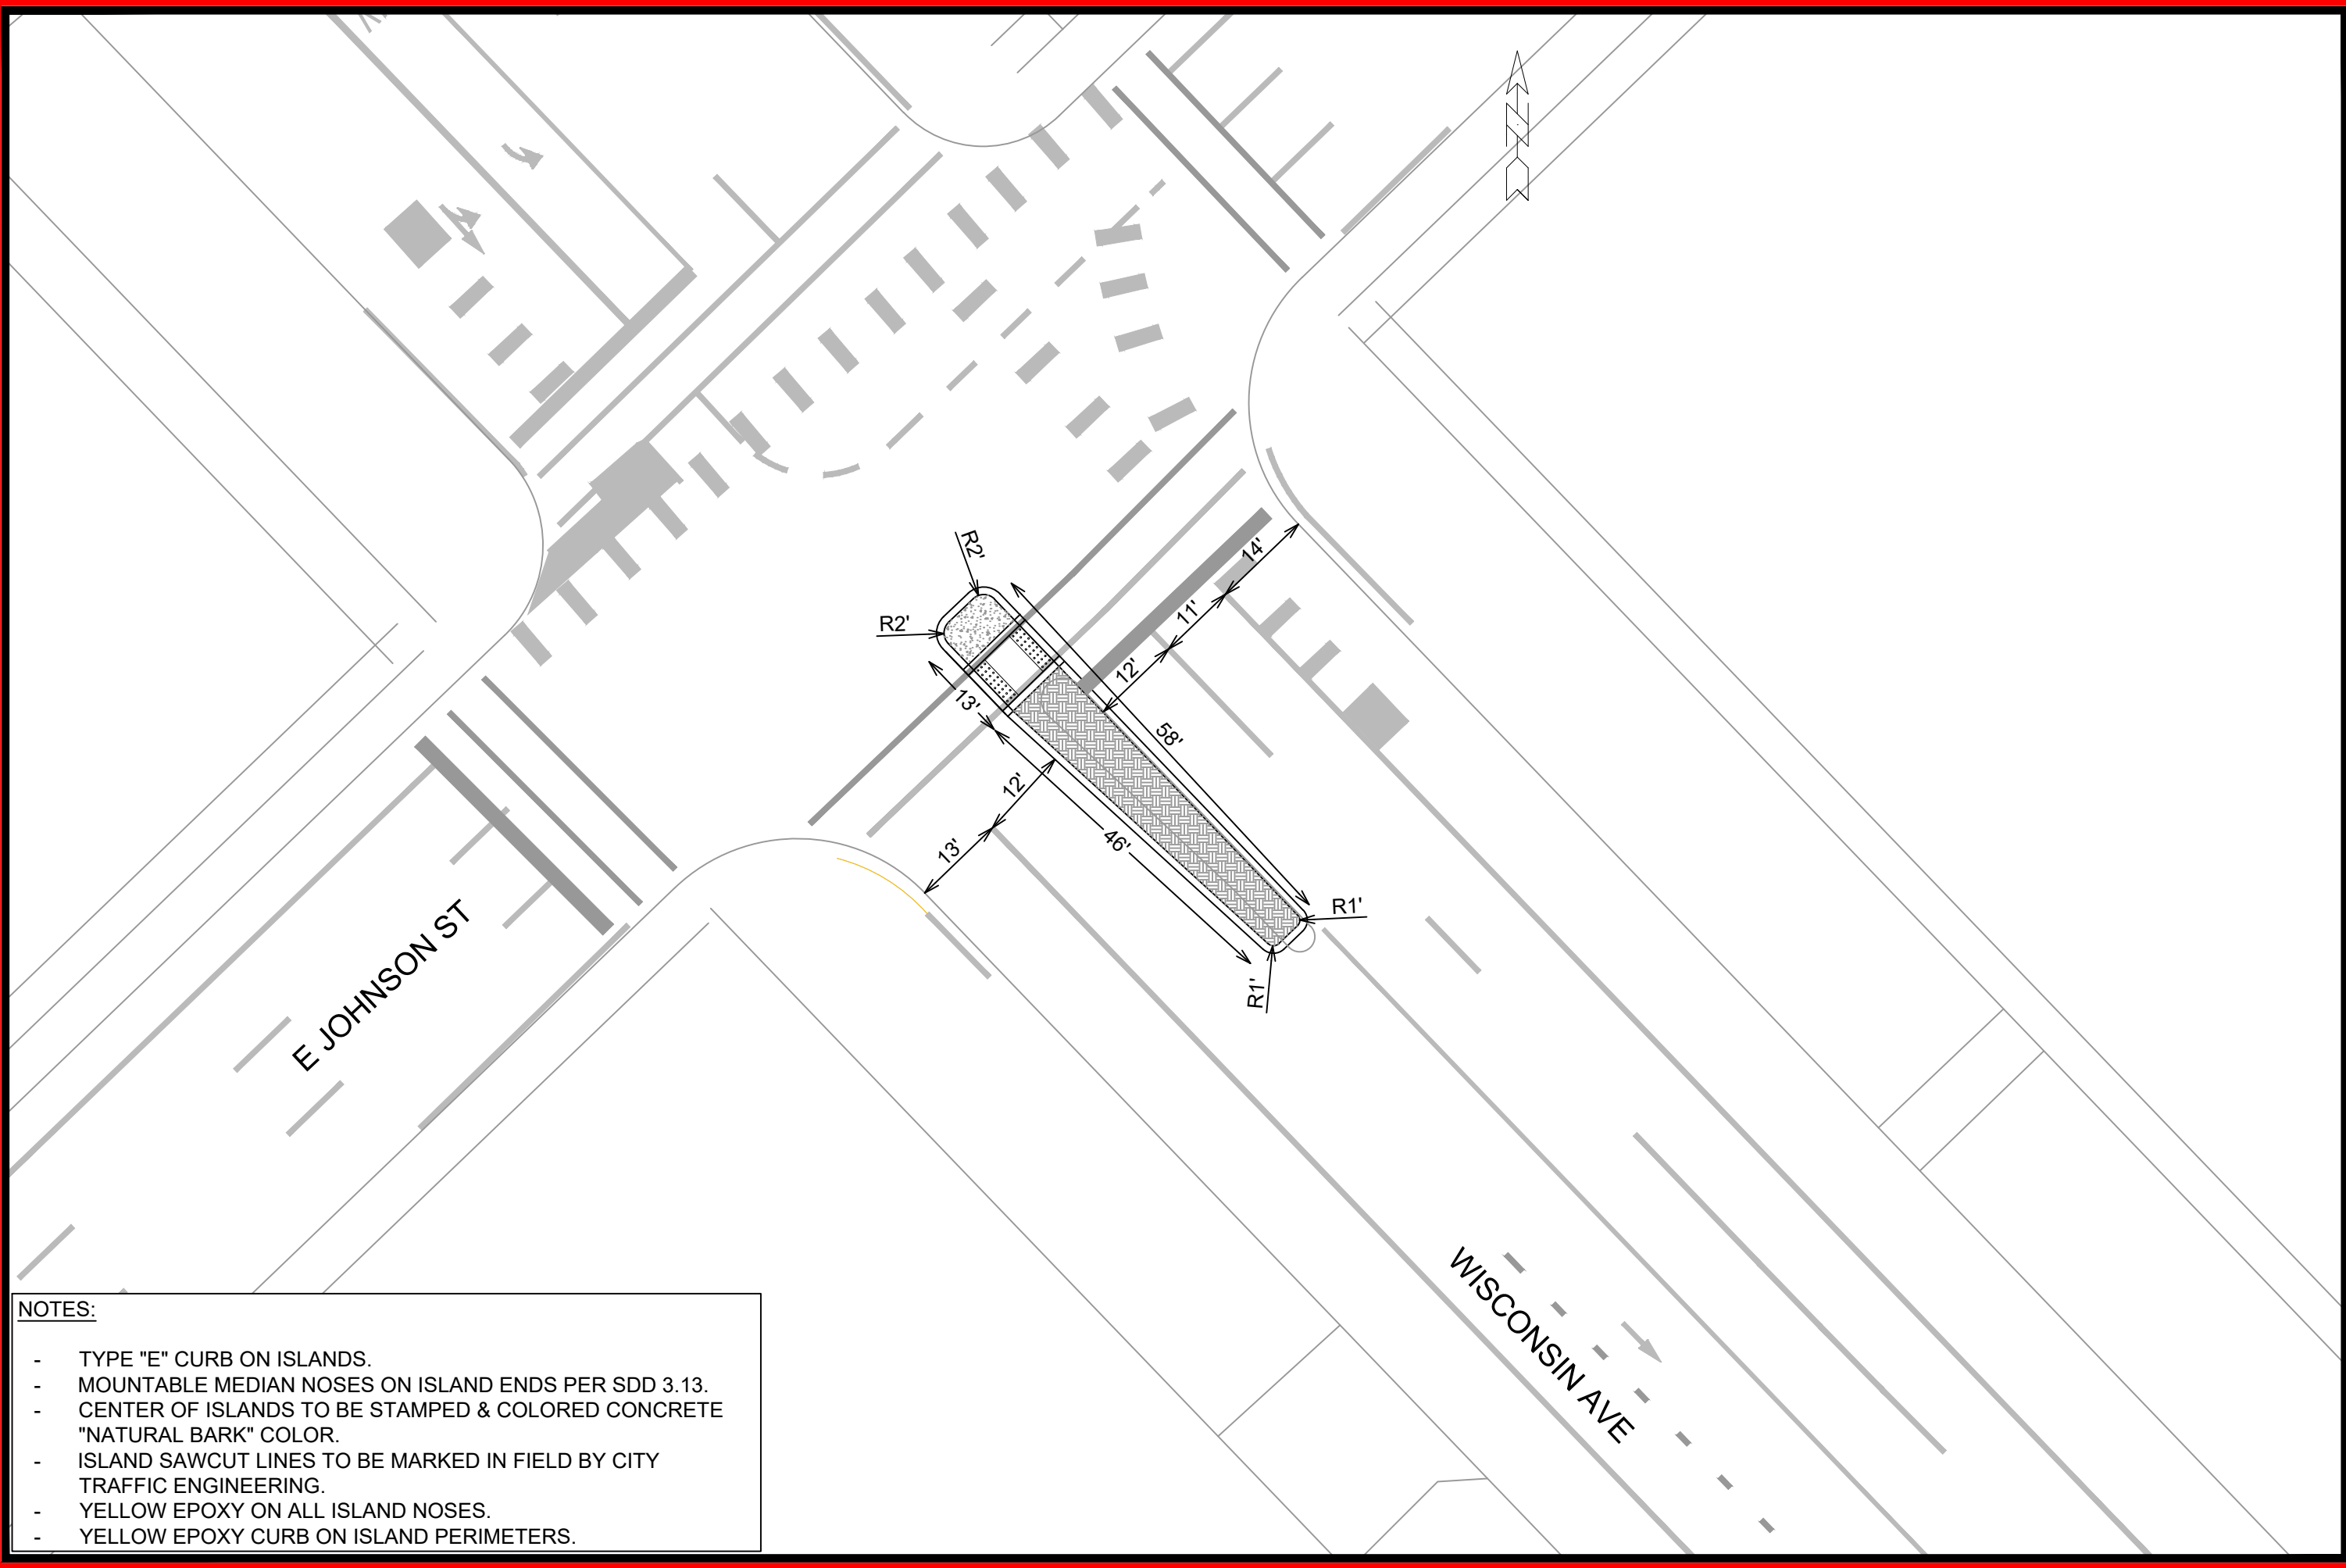 N
R2'
R2'
14'
11'
12'
58'
13'
12'
13'
46'
R1'
R1'
E JOHNSON ST
WISCONSIN AVE
NOTES:
- TYPE "E" CURB ON ISLANDS.
- MOUNTABLE MEDIAN NOSES ON ISLAND ENDS PER SDD 3.13.
- CENTER OF ISLANDS TO BE STAMPED & COLORED CONCRETE
"NATURAL BARK" COLOR.
- ISLAND SAWCUT LINES TO BE MARKED IN FIELD BY CITY
TRAFFIC ENGINEERING.
- YELLOW EPOXY ON ALL ISLAND NOSES.
- YELLOW EPOXY CURB ON ISLAND PERIMETERS.